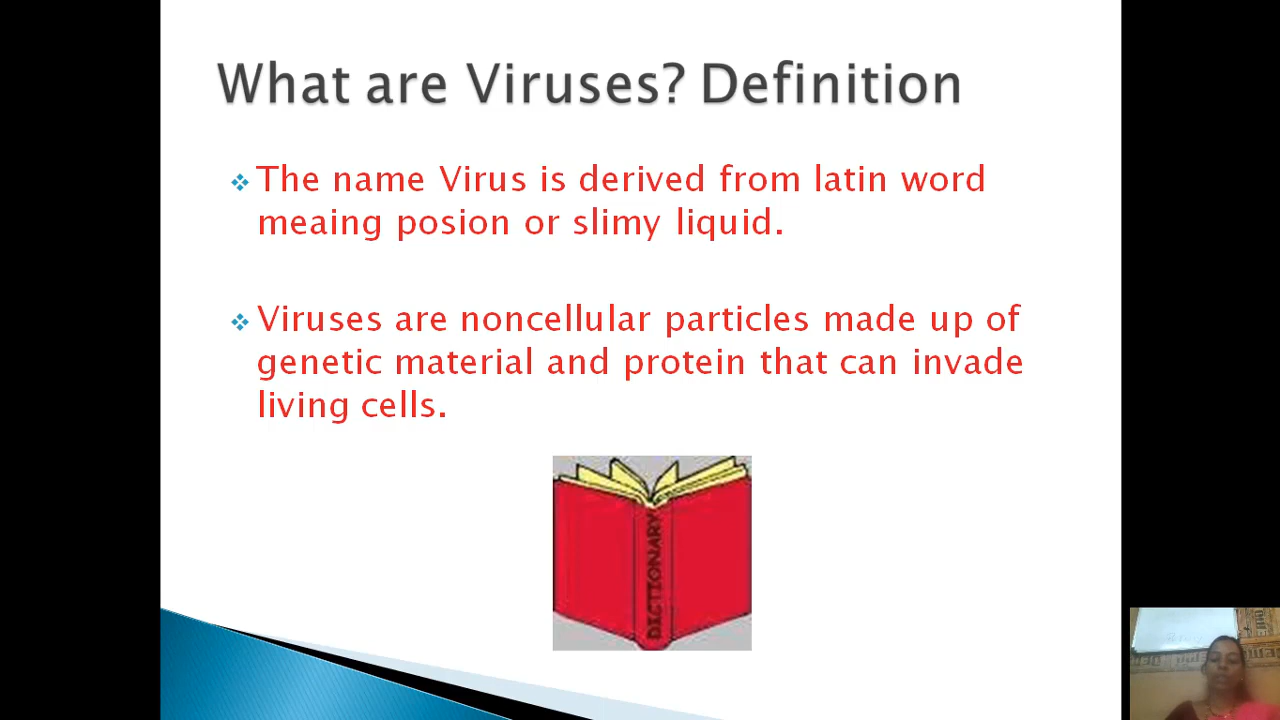 What are Viruses? Definition
The name Virus is derived from latin word
meaing posion or slimy liquid.
Viruses are noncellular particles made up of
genetic material and protein that can invade
living cells.
DICTIONARY